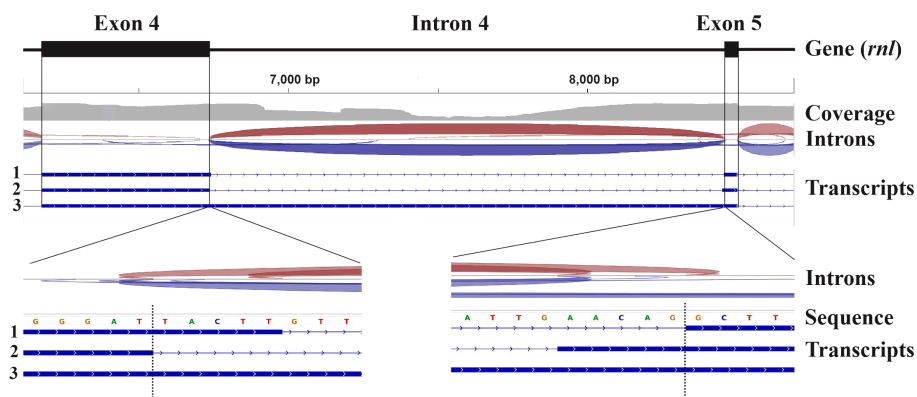 Exon 4 Intron 4 Exon 5
Gene (rnl)
7,000 bp 8,000 bp
Coverage
Introns
1
2
3
Transcripts
Introns
G G G A T T A C T T G T T
A T T G A A C A G G C T T
Sequence
1
2
3
Transcripts